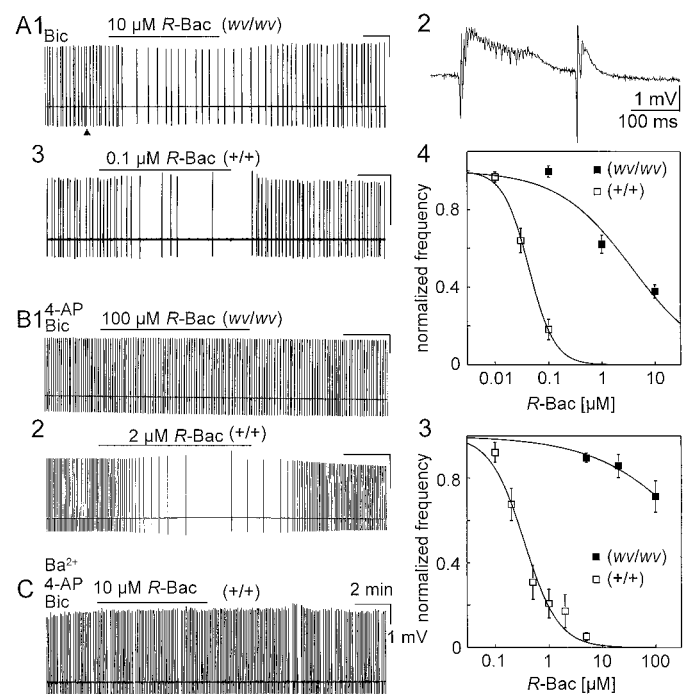 A1 Bic 10 µM R-Bac (wv/wv)
2
1 mV
100 ms
3 0.1 µM R-Bac (+/+)
4
(wv/wv)
(+/+)
0.8
0.4
0
normalized frequency
0.01 0.1 1 10
R-Bac [µM]
B1 4-AP
Bic 100 µM R-Bac (wv/wv)
2 2 µM R-Bac (+/+)
3
0.8
0.4
0
normalized frequency
(wv/wv)
(+/+)
0.1 1 10 100
R-Bac [µM]
C Ba²⁺
4-AP
Bic 10 µM R-Bac (+/+)
2 min
1 mV